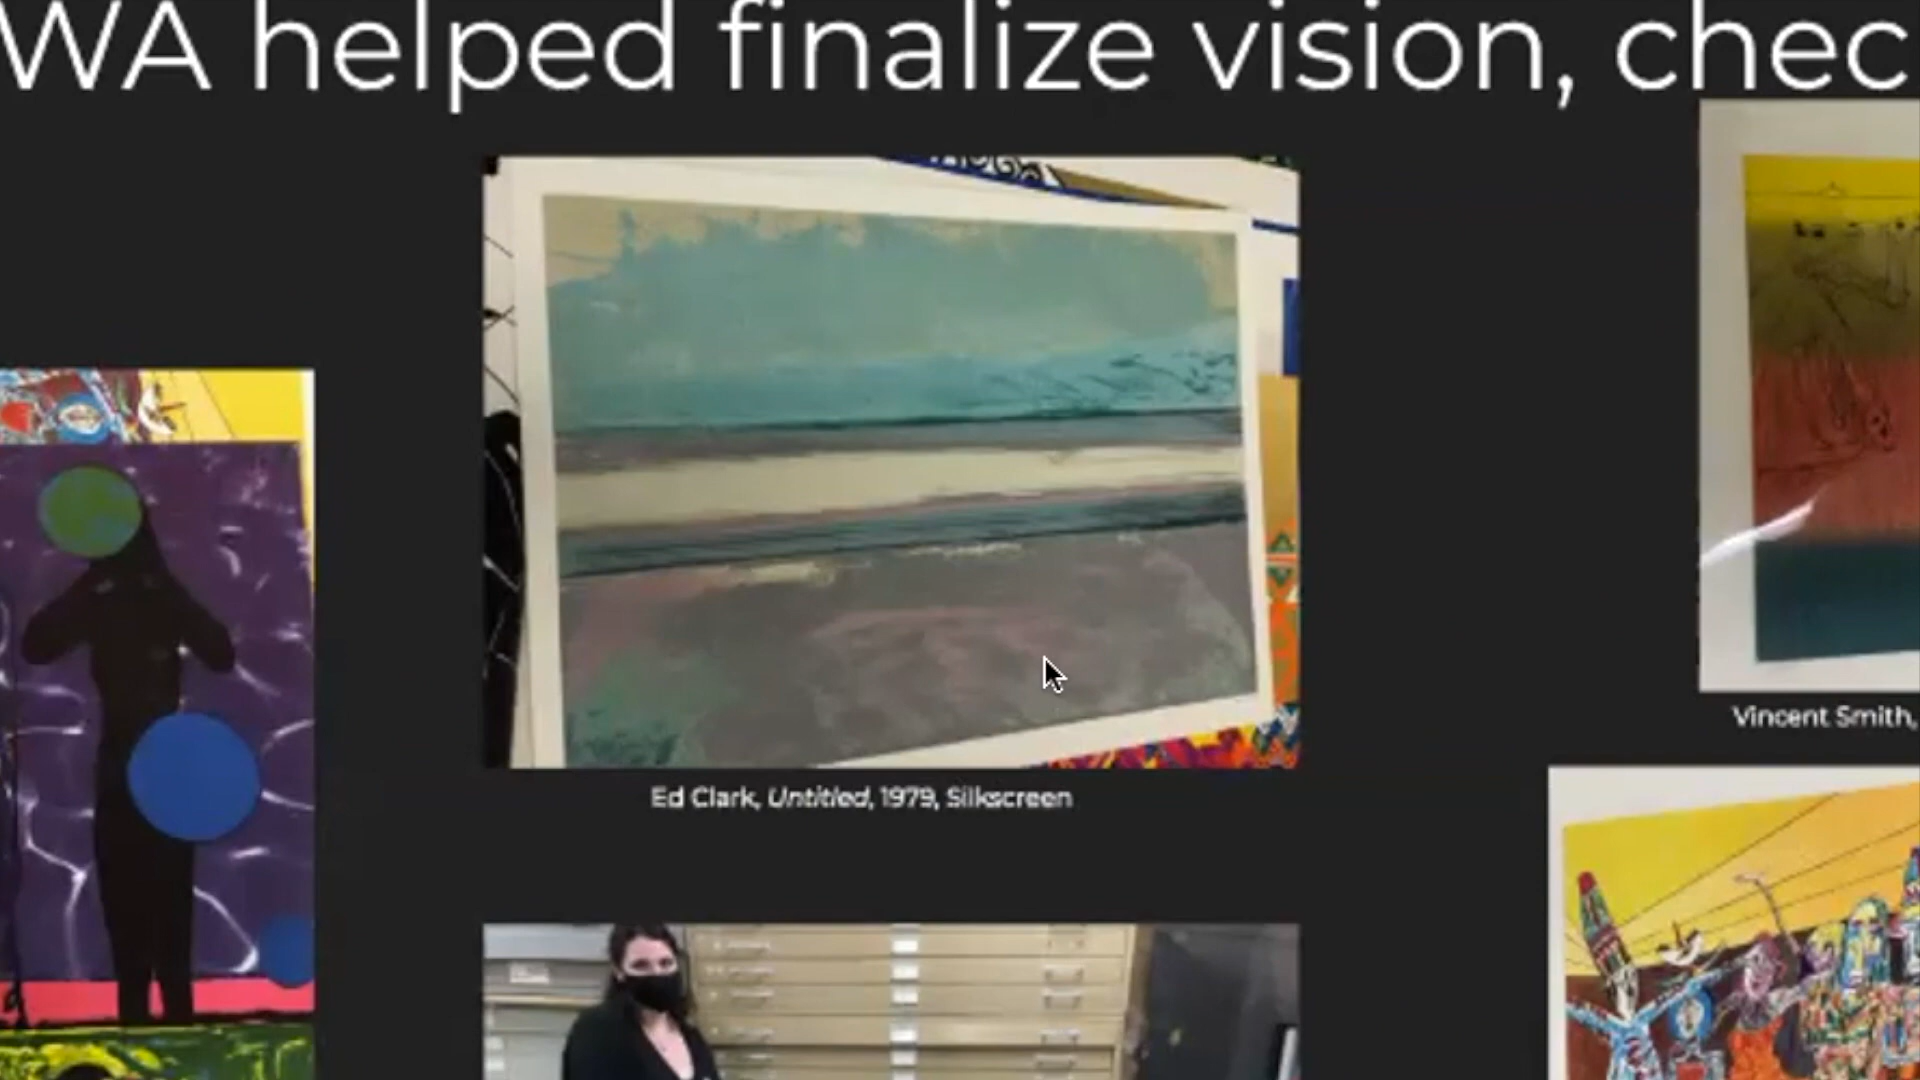 WA helped finalize vision, chec
Ed Clark, Untitled, 1979, Silkscreen
Vincent Smith,